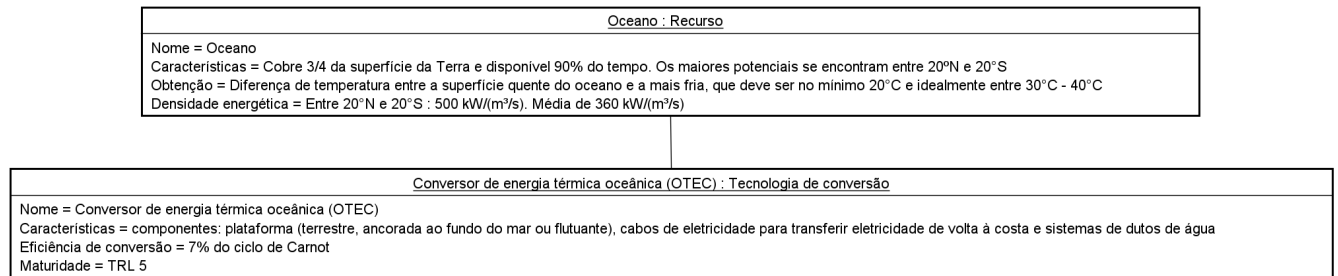 Oceano : Recurso
Nome = Oceano
Características = Cobre 3/4 da superfície da Terra e disponível 90% do tempo. Os maiores potenciais se encontram entre 20ºN e 20°S
Obtenção = Diferença de temperatura entre a superfície quente do oceano e a mais fria, que deve ser no mínimo 20°C e idealmente entre 30°C - 40°C
Densidade energética = Entre 20°N e 20°S : 500 kW/(m³/s). Média de 360 kW/(m³/s)
Conversor de energia térmica oceânica (OTEC) : Tecnologia de conversão
Nome = Conversor de energia térmica oceânica (OTEC)
Características = componentes: plataforma (terrestre, ancorada ao fundo do mar ou flutuante), cabos de eletricidade para transferir eletricidade de volta à costa e sistemas de dutos de água
Eficiência de conversão = 7% do ciclo de Carnot
Maturidade = TRL 5